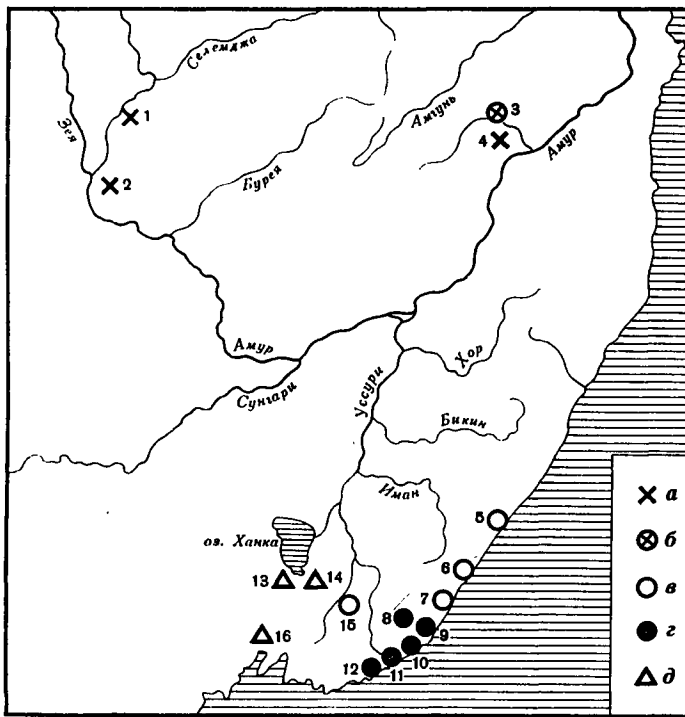 Селемджа
Зея
1
2
Бурея
Амгунь
3
4
Амур
Амур
Сунгари
Уссури
Хор
Бикин
Иман
оз. Ханка
5
6
7
8
9
10
11
12
13
14
15
16
а
б
в
г
д